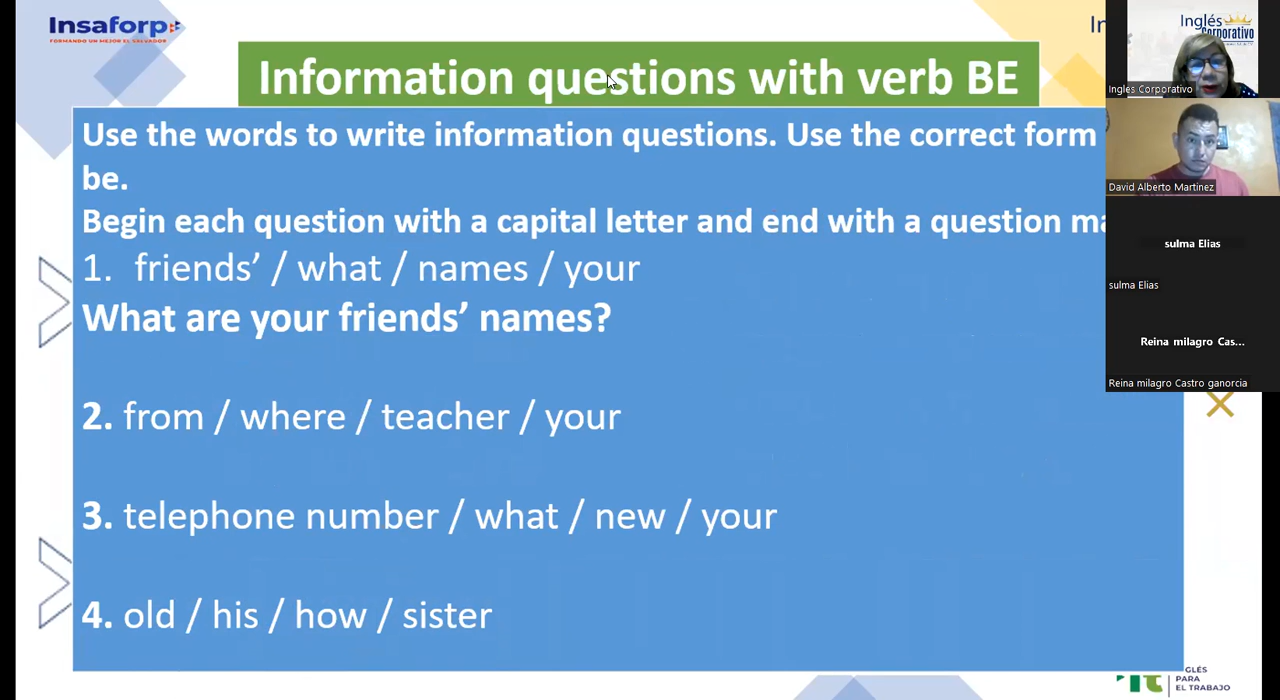 Insaforp
FORMANDO UN MEJOR EL SALVADOR
In
Information questions with verb BE
Use the words to write information questions. Use the correct form
be.
Begin each question with a capital letter and end with a question ma
1. friends’ / what / names / your
What are your friends’ names?
2. from / where / teacher / your
3. telephone number / what / new / your
4. old / his / how / sister
Inglés
Corporativo
Inglés Corporativo
David Alberto Martínez
sulma Elias
sulma Elias
Reina milagro Cas...
Reina milagro Castro ganorcia
GLÉS
PARA
EL TRABAJO